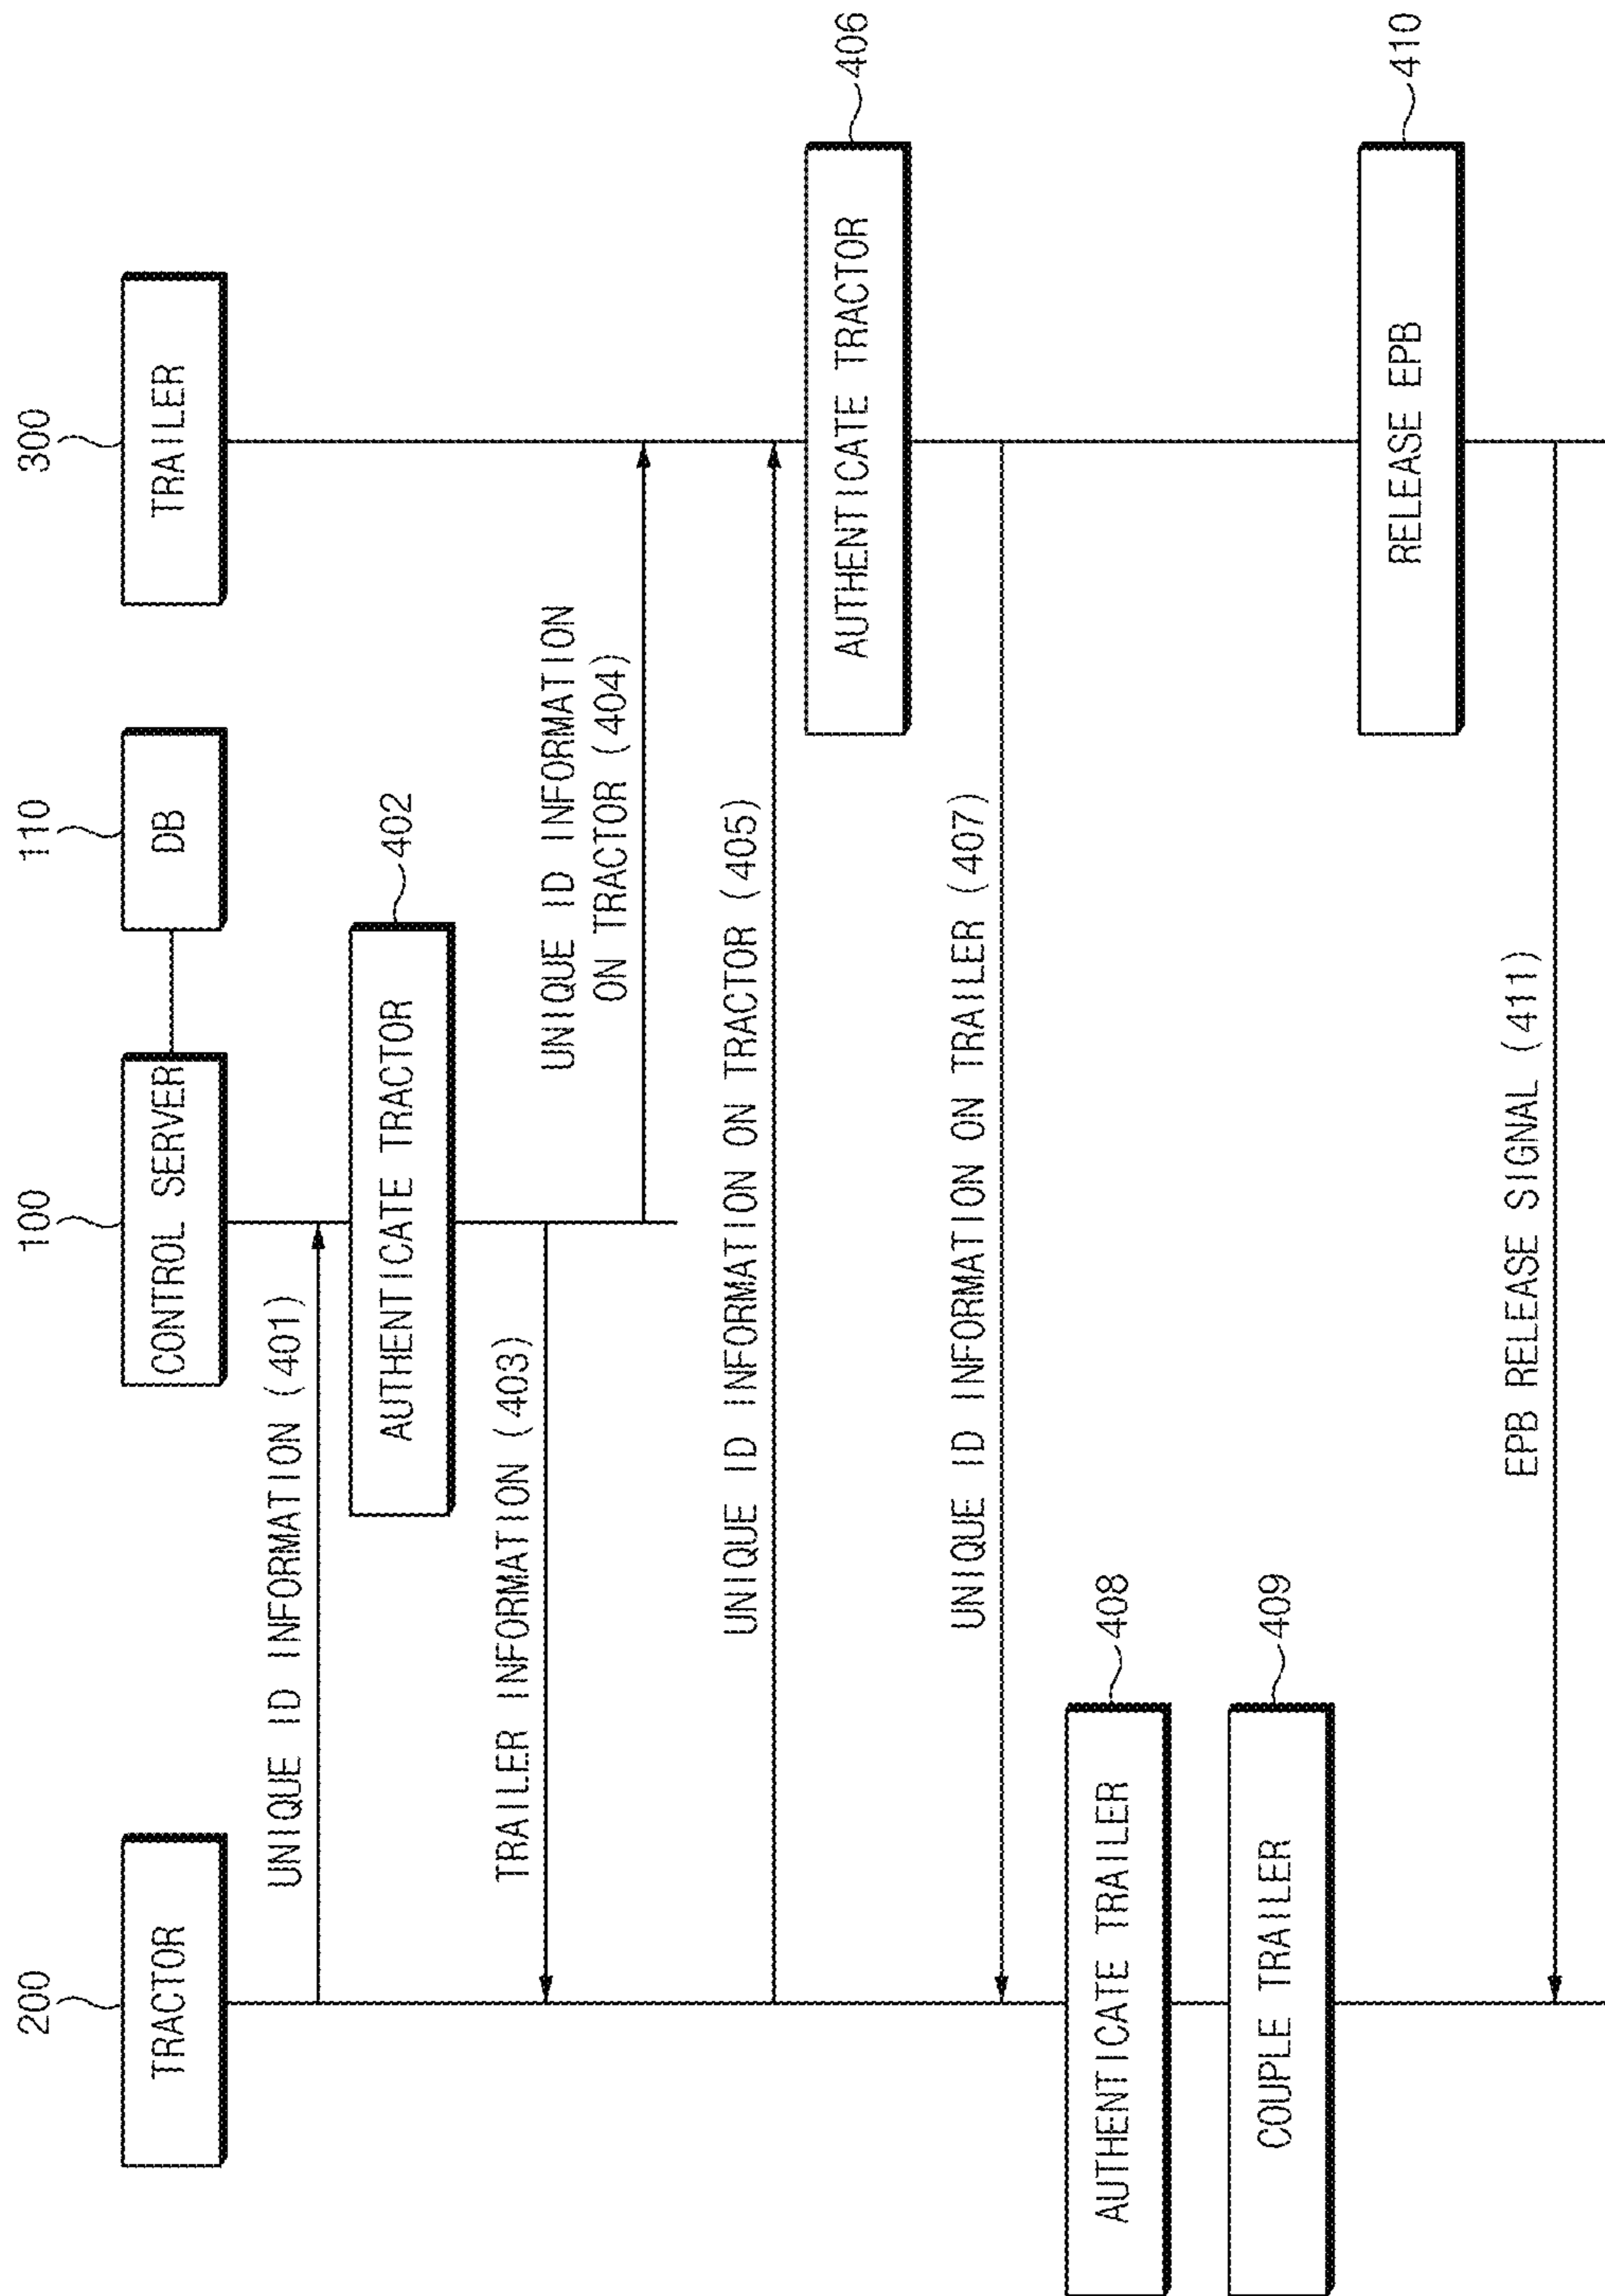 200
100
110
300
TRACTOR
CONTROL SERVER
DB
TRAILER
UNIQUE ID INFORMATION (401)
AUTHENTICATE TRACTOR
402
TRAILER INFORMATION (403)
UNIQUE ID INFORMATION
ON TRACTOR (404)
UNIQUE ID INFORMATION ON TRACTOR (405)
AUTHENTICATE TRACTOR
406
UNIQUE ID INFORMATION ON TRAILER (407)
AUTHENTICATE TRAILER
408
COUPLE TRAILER
409
RELEASE EPB
410
EPB RELEASE SIGNAL (411)